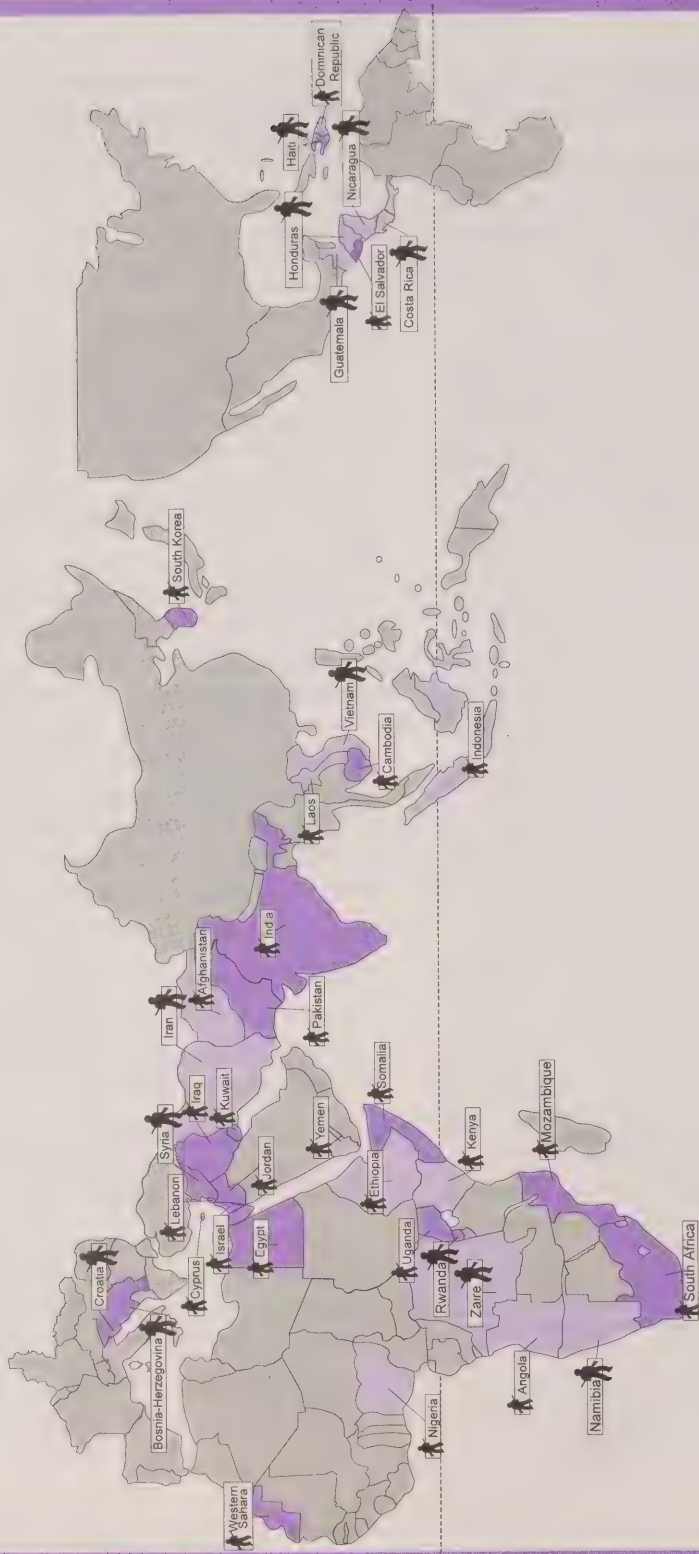 Western
Sahara
Nigeria
Angola
Namibia
South Africa
Bosnia-Herzegovina
Croatia
Cyprus
Israel
Egypt
Lebanon
Syria
Iraq
Kuwait
Jordan
Yemen
Uganda
Rwanda
Zaire
Ethiopia
Somalia
Kenya
Mozambique
Iran
Afghanistan
Pakistan
India
Laos
Vietnam
Cambodia
Indonesia
South Korea
Guatemala
Honduras
El Salvador
Costa Rica
Haiti
Nicaragua
Dominican
Republic